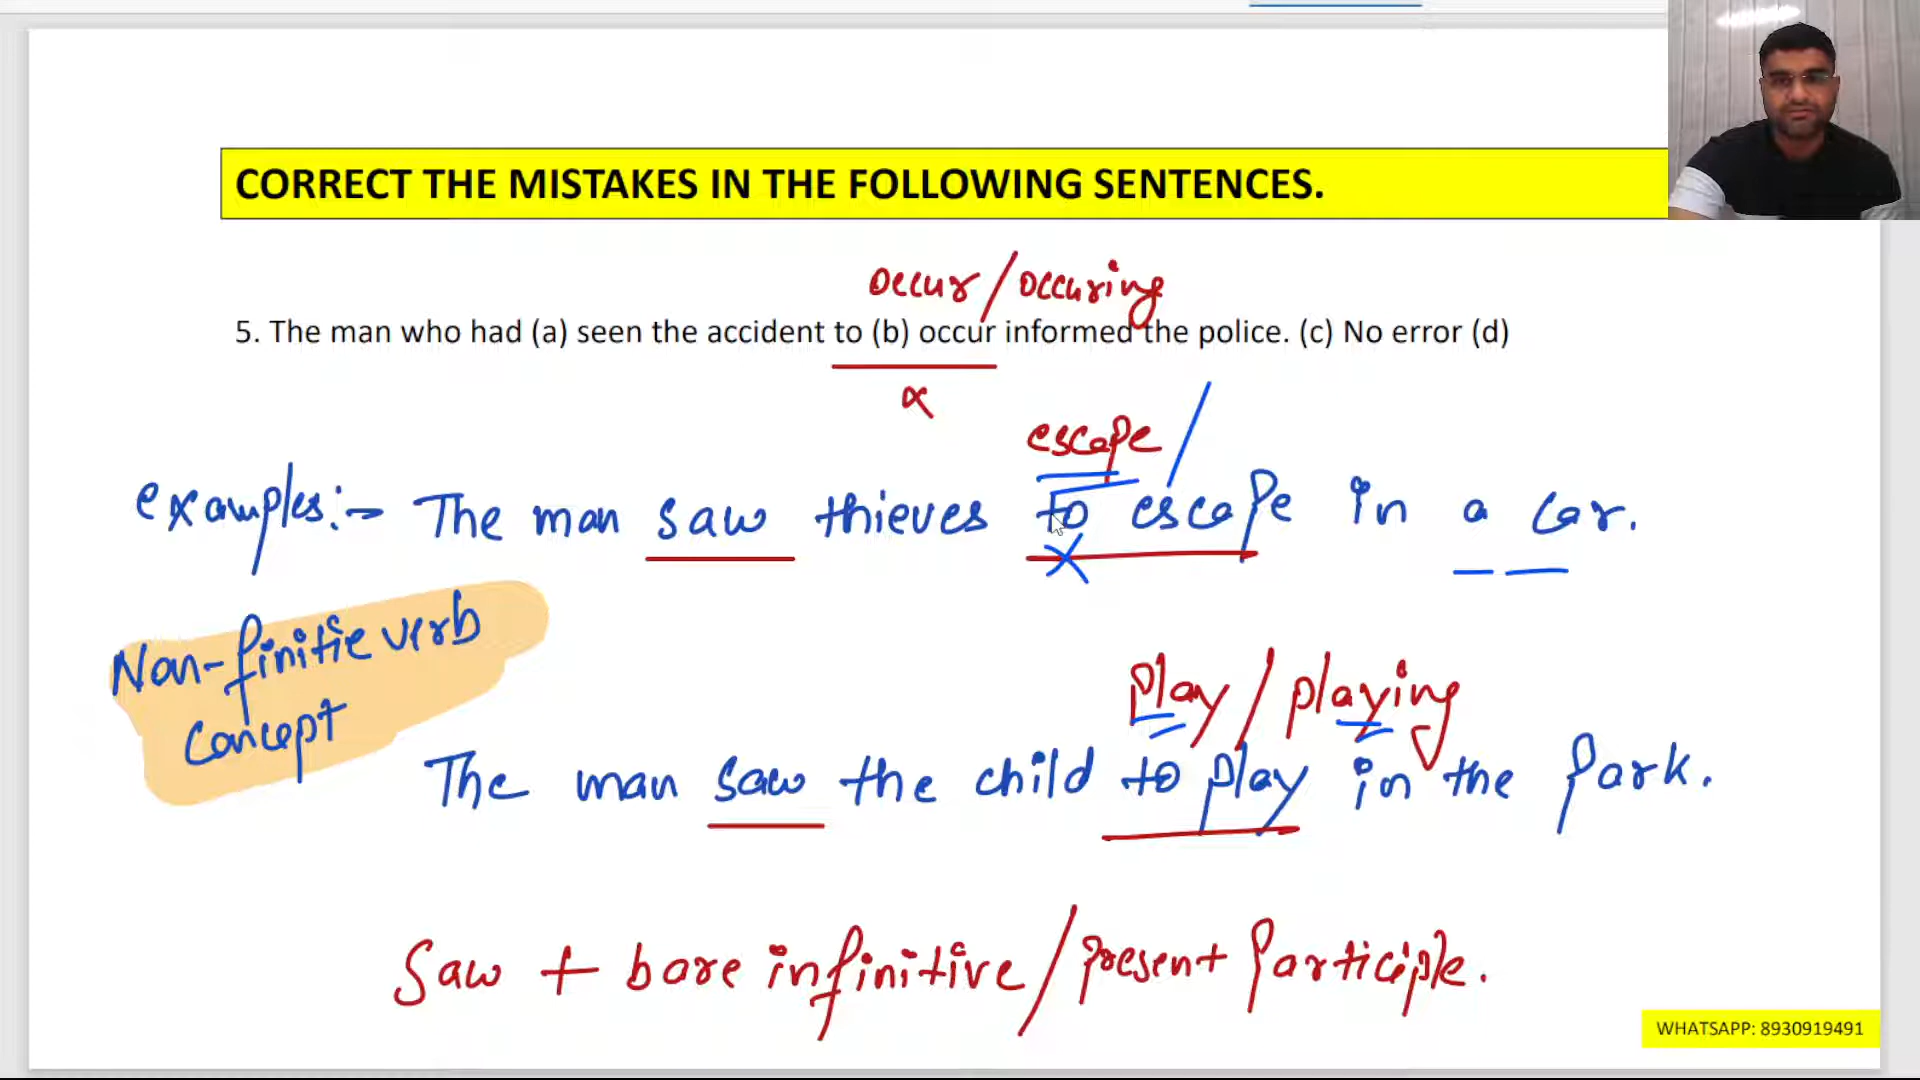 CORRECT THE MISTAKES IN THE FOLLOWING SENTENCES.
occur/occuring
5. The man who had (a) seen the accident to (b) occur informed the police. (c) No error (d)
escape/
examples:- The man saw thieves to escape in a car.
Non-finitie verb
concept
play/playing
The man saw the child to play in the park.
Saw + bare infinitive/present participle.
WHATSAPP: 8930919491